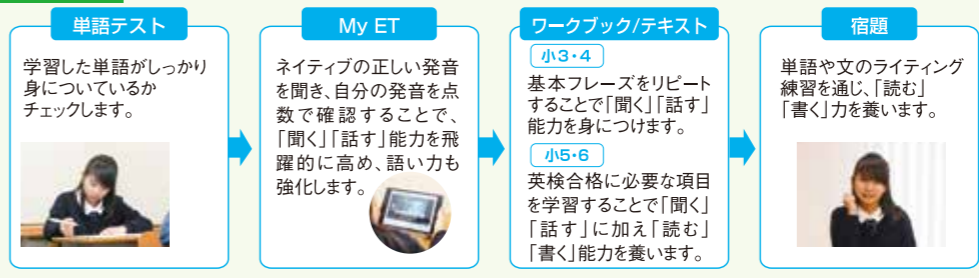 単語テスト
学習した単語がしっかり
身についているか
チェックします。
My ET
ネイティブの正しい発音
を聞き、自分の発音を点
数で確認することで、
「聞く」「話す」能力を飛
躍的に高め、語い力も
強化します。
ワークブック/テキスト
小3・4
基本フレーズをリピート
することで「聞く」「話す」
能力を身につけます。
小5・6
英検合格に必要な項目
を学習することで「聞く」
「話す」に加え「読む」
「書く」能力を養います。
宿題
単語や文のライティング
練習を通じ、「読む」
「書く」力を養います。